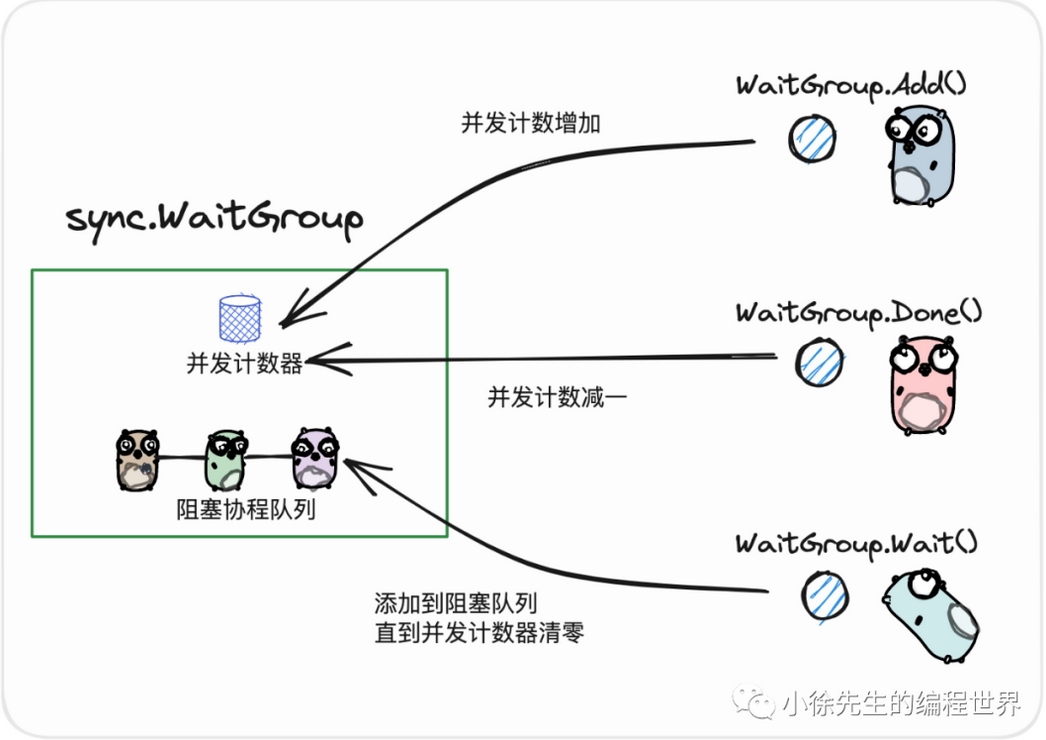 WaitGroup.Add()
并发计数增加
sync.WaitGroup
WaitGroup.Done()
并发计数器
并发计数减一
阻塞协程队列
WaitGroup.Wait()
添加到阻塞队列
直到并发计数器清零
小徐先生的编程世界